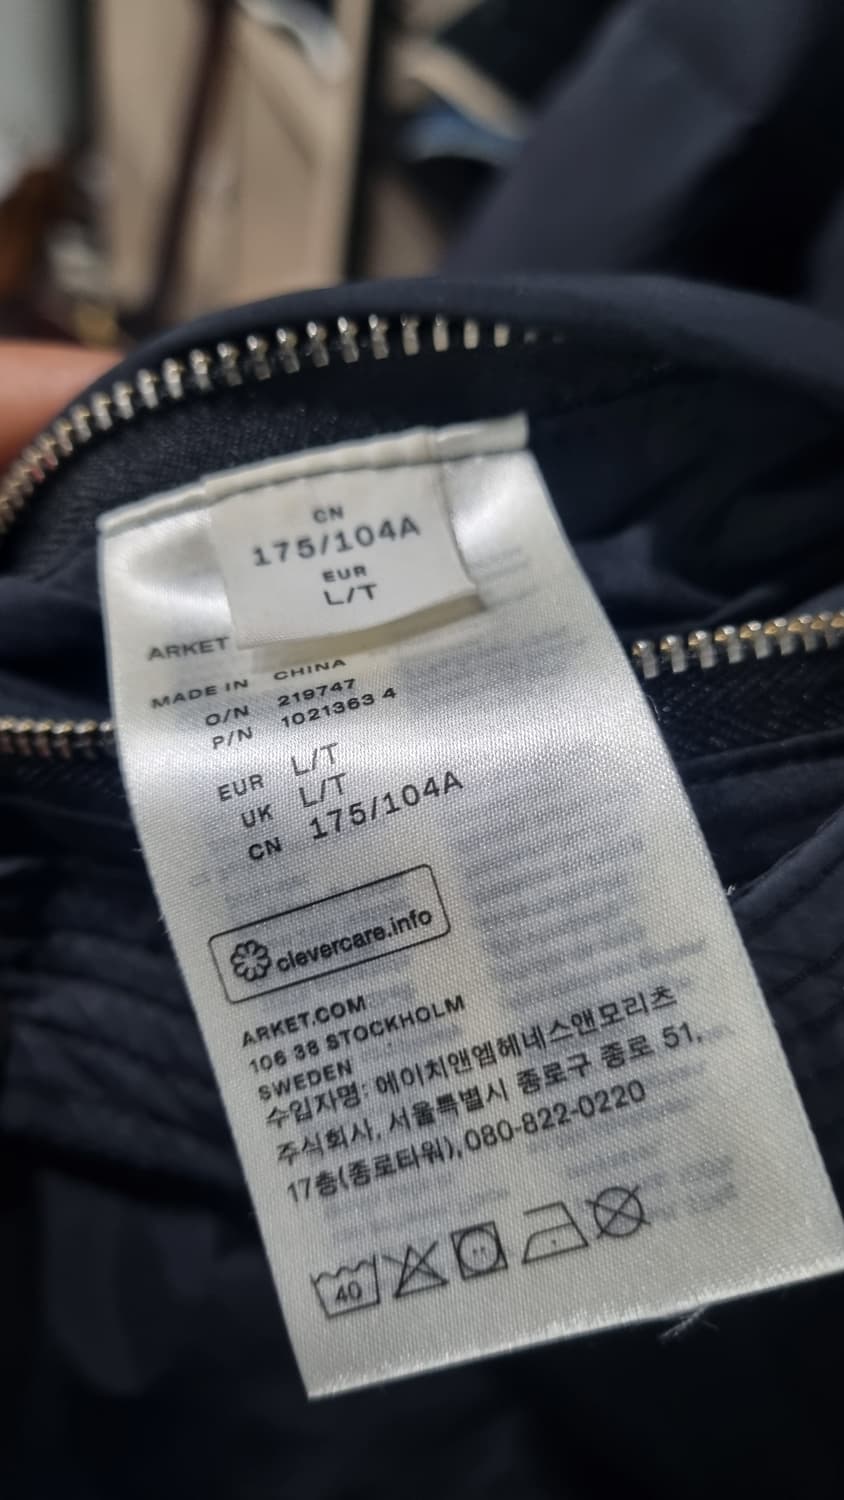 CN
175/104A
EUR
L/T
ARKET
MADE IN CHINA
O/N 219747
P/N 1021363 4
EUR L/T
UK L/T
CN 175/104A
clevercare.info
ARKET.COM
106 38 STOCKHOLM
SWEDEN
수입자명: 에이치앤엠헤네스앤모리츠
주식회사, 서울특별시 종로구 종로 51,
17층(종로타워),080-822-0220
40